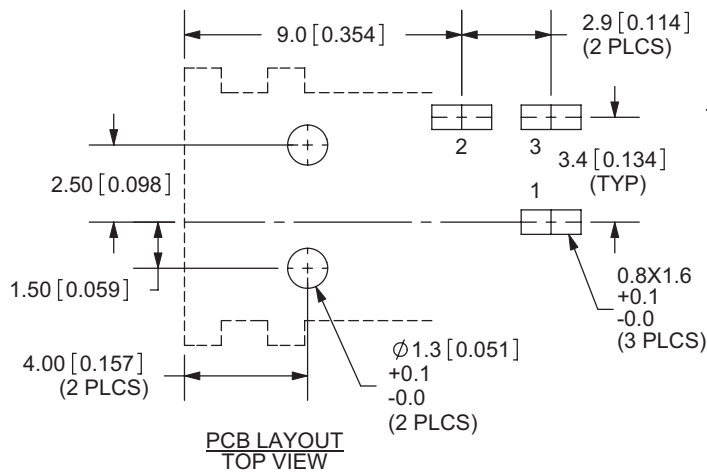 9.0 [0.354]
2.9 [0.114]
(2 PLCS)
2
3
2.50 [0.098]
3.4 [0.134]
(TYP)
1
1.50 [0.059]
0.8X1.6
+0.1
-0.0
(3 PLCS)
4.00 [0.157]
(2 PLCS)
Ø1.3 [0.051]
+0.1
-0.0
(2 PLCS)
PCB LAYOUT
TOP VIEW